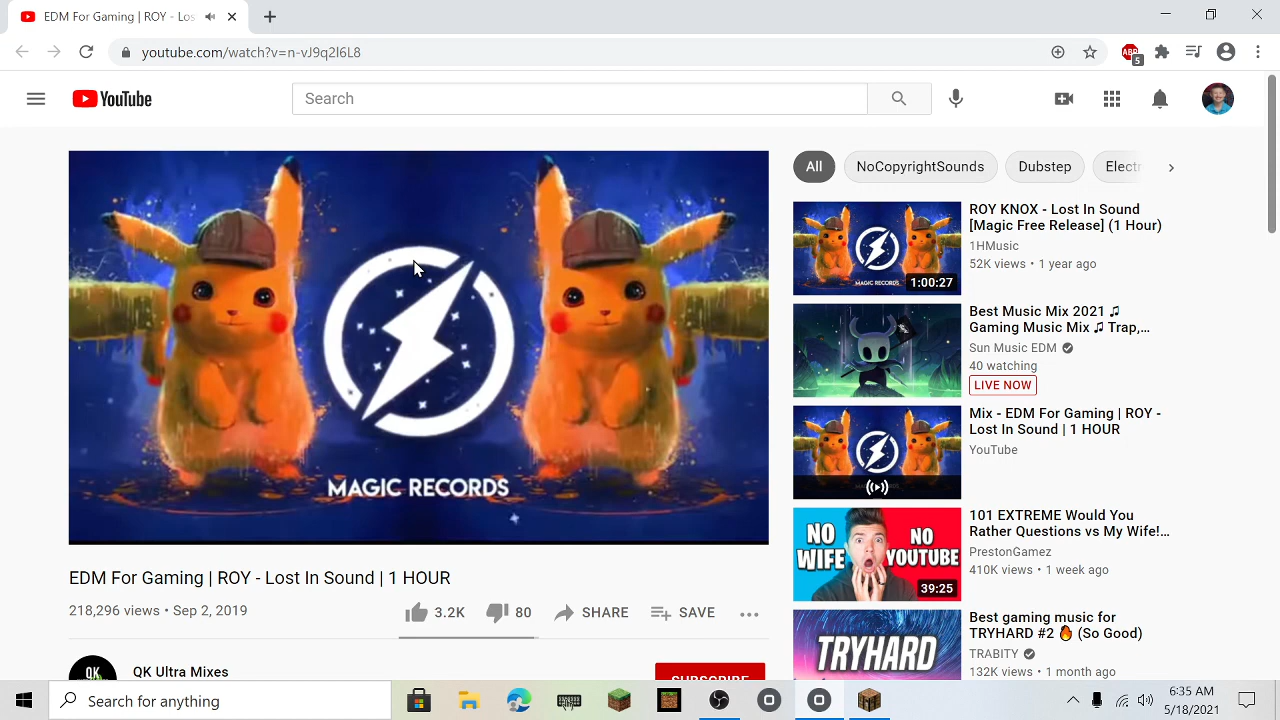 EDM For Gaming | ROY - Los
youtube.com/watch?v=n-vJ9q2l6L8
ABP
5
YouTube
Search
MAGIC RECORDS
EDM For Gaming | ROY - Lost In Sound | 1 HOUR
218,296 views • Sep 2, 2019
3.2K
80
SHARE
SAVE
QK
QK Ultra Mixes
SUBSCRIBE
All
NoCopyrightSounds
Dubstep
Electr
MAGIC RECORDS
1:00:27
ROY KNOX - Lost In Sound
[Magic Free Release] (1 Hour)
1HMusic
52K views • 1 year ago
Best Music Mix 2021 ♫
Gaming Music Mix ♫ Trap,...
Sun Music EDM
40 watching
LIVE NOW
Mix - EDM For Gaming | ROY -
Lost In Sound | 1 HOUR
YouTube
NO
WIFE
NO
YOUTUBE
39:25
101 EXTREME Would You
Rather Questions vs My Wife!...
PrestonGamez
410K views • 1 week ago
TRYHARD
Best gaming music for
TRYHARD #2 🔥 (So Good)
TRABITY
132K views • 1 month ago
Search for anything
6:35 AM
5/18/2021